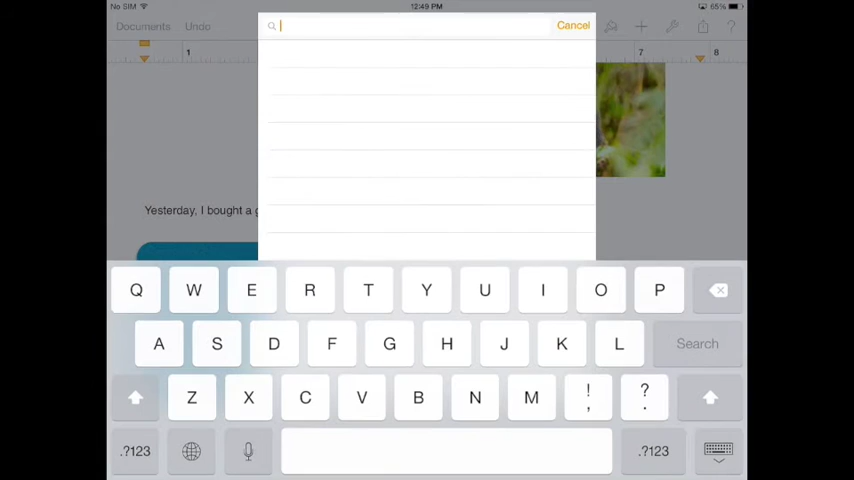 No SIM 12:49 PM 65%
Documents Undo
Cancel
1 7 8
Yesterday, I bought a g
Q W E R T Y U I O P
A S D F G H J K L Search
Z X C V B N M ! , ? .
.?123 .?123